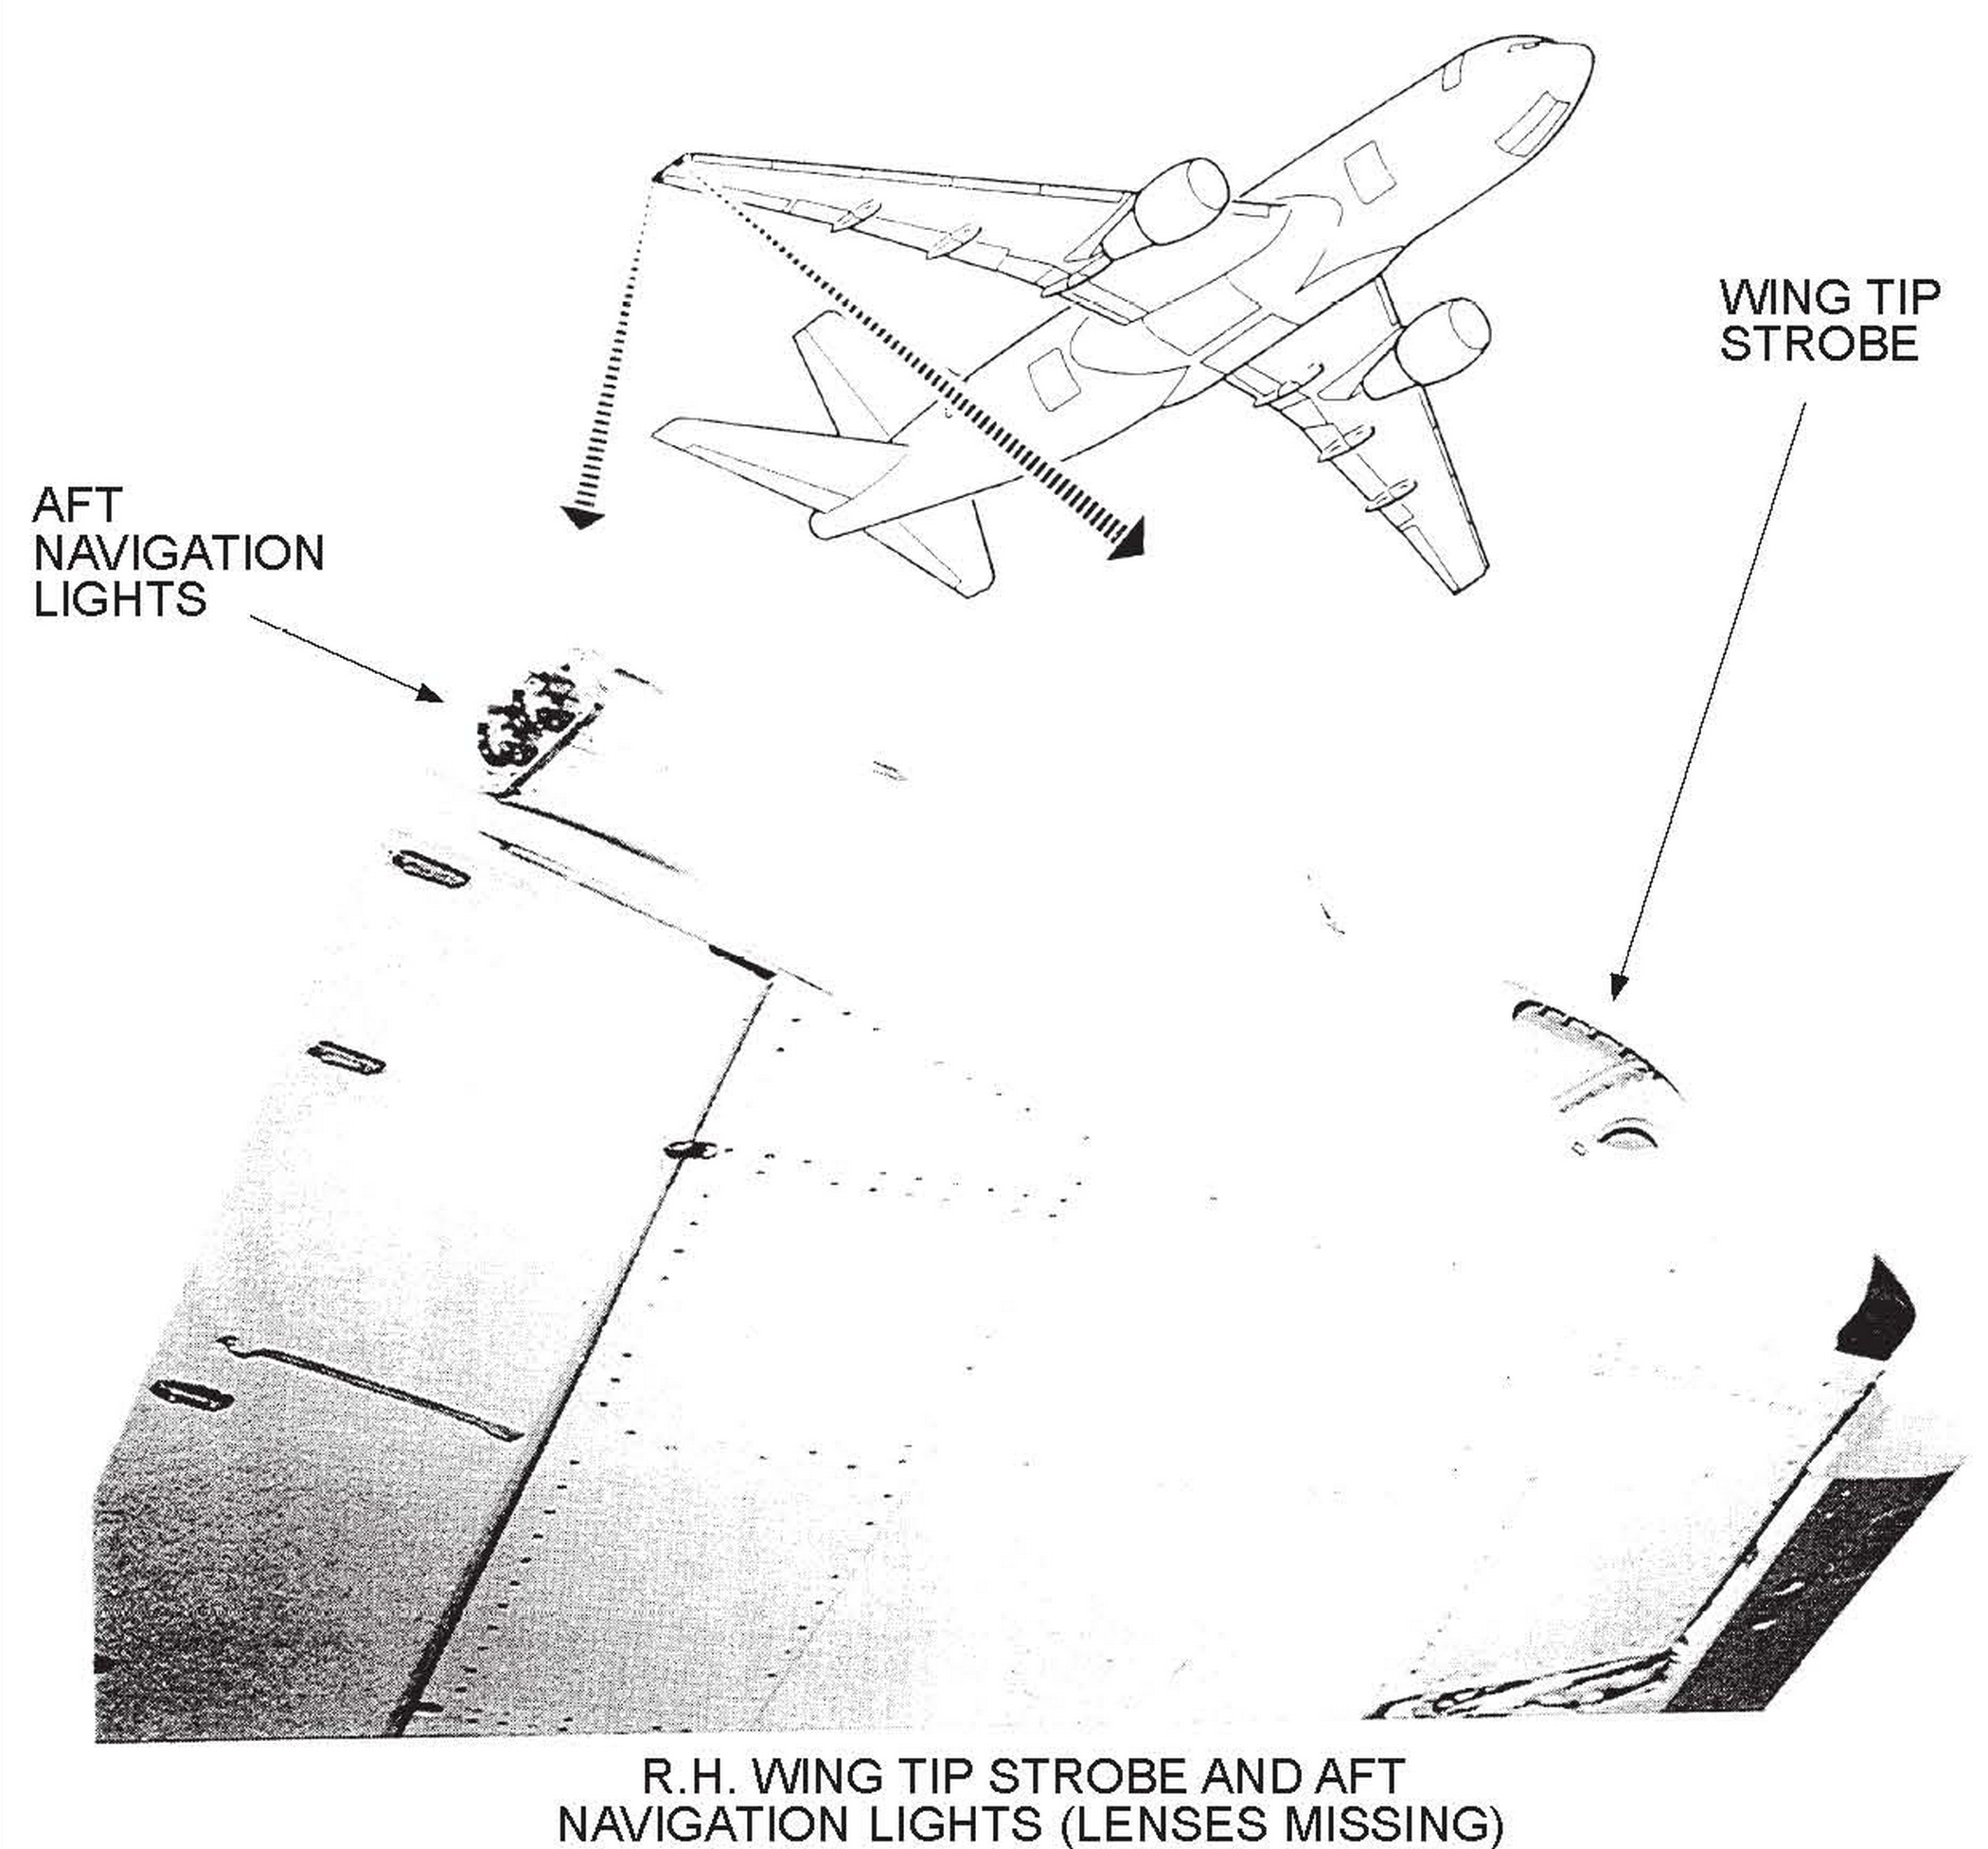 WING TIP
STROBE
AFT
NAVIGATION
LIGHTS
R.H. WING TIP STROBE AND AFT
NAVIGATION LIGHTS (LENSES MISSING)